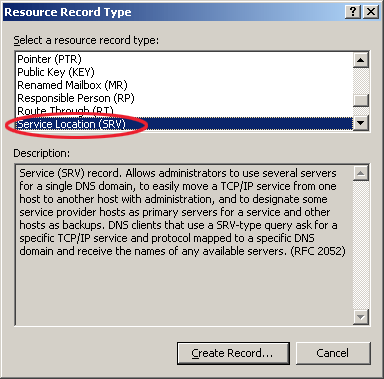 Resource Record Type
Select a resource record type:
Pointer (PTR)
Public Key (KEY)
Renamed Mailbox (MR)
Responsible Person (RP)
Route Through (RT)
Service Location (SRV)
Description:
Service (SRV) record. Allows administrators to use several servers
for a single DNS domain, to easily move a TCP/IP service from one
host to another host with administration, and to designate some
service provider hosts as primary servers for a service and other
hosts as backups. DNS clients that use a SRV-type query ask for a
specific TCP/IP service and protocol mapped to a specific DNS
domain and receive the names of any available servers. (RFC 2052)
Create Record... Cancel